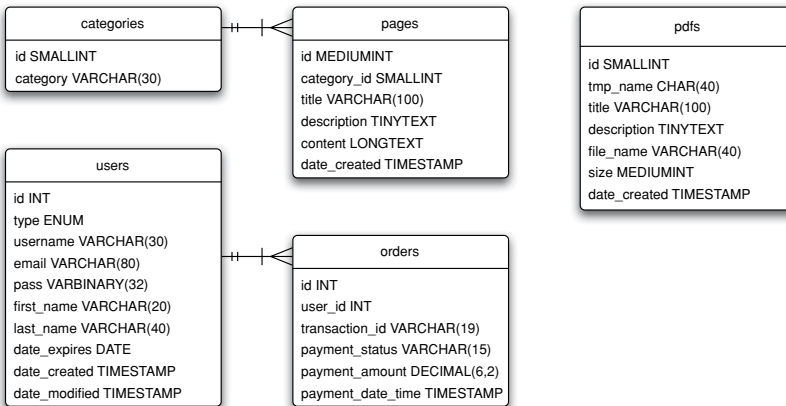 categories
id SMALLINT
category VARCHAR(30)
pages
id MEDIUMINT
category_id SMALLINT
title VARCHAR(100)
description TINYTEXT
content LONGTEXT
date_created TIMESTAMP
pdfs
id SMALLINT
tmp_name CHAR(40)
title VARCHAR(100)
description TINYTEXT
file_name VARCHAR(40)
size MEDIUMINT
date_created TIMESTAMP
users
id INT
type ENUM
username VARCHAR(30)
email VARCHAR(80)
pass VARBINARY(32)
first_name VARCHAR(20)
last_name VARCHAR(40)
date_expires DATE
date_created TIMESTAMP
date_modified TIMESTAMP
orders
id INT
user_id INT
transaction_id VARCHAR(19)
payment_status VARCHAR(15)
payment_amount DECIMAL(6,2)
payment_date_time TIMESTAMP